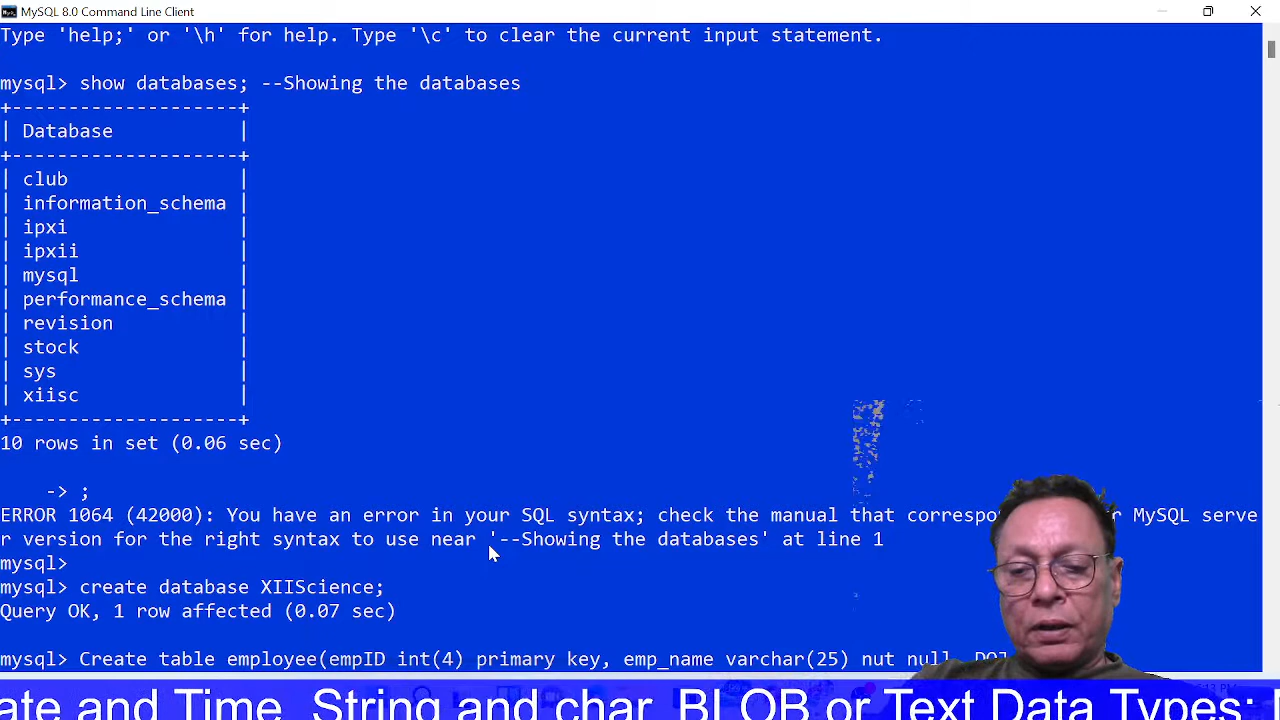 MySQL 8.0 Command Line Client
Type 'help;' or '\h' for help. Type '\c' to clear the current input statement.
mysql> show databases; --Showing the databases
+--------------------+
| Database |
+--------------------+
| club |
| information_schema |
| ipxi |
| ipxii |
| mysql |
| performance_schema |
| revision |
| stock |
| sys |
| xiisc |
+--------------------+
10 rows in set (0.06 sec)
-> ;
ERROR 1064 (42000): You have an error in your SQL syntax; check the manual that MySQL serve
r version for the right syntax to use near '--Showing the databases' at line 1
mysql>
mysql> create database XIIScience;
Query OK, 1 row affected (0.07 sec)
mysql> Create table employee(empID int(4) primary key, emp_name varchar(25) nut null,
and Time, String and char, BLOB or Text Data Types: